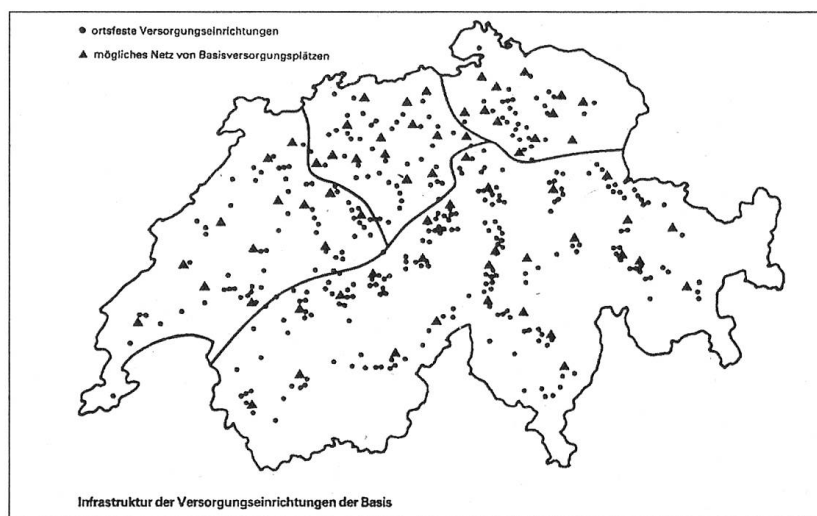 ortsfeste Versorgungseinrichtungen
mögliches Netz von Basisversorgungsplätzen
Infrastruktur der Versorgungseinrichtungen der Basis